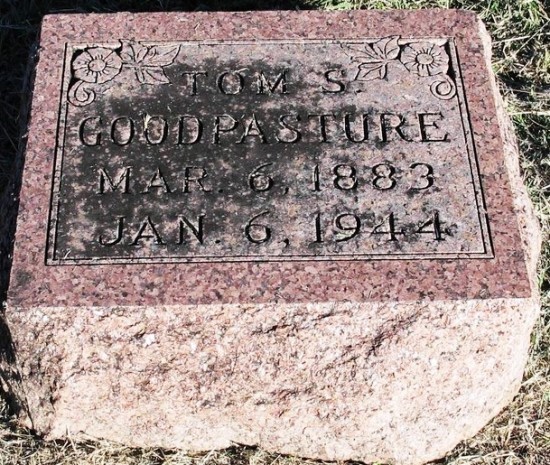 TOM S.
GOODPASTURE
MAR. 6, 1883
JAN. 6, 1944